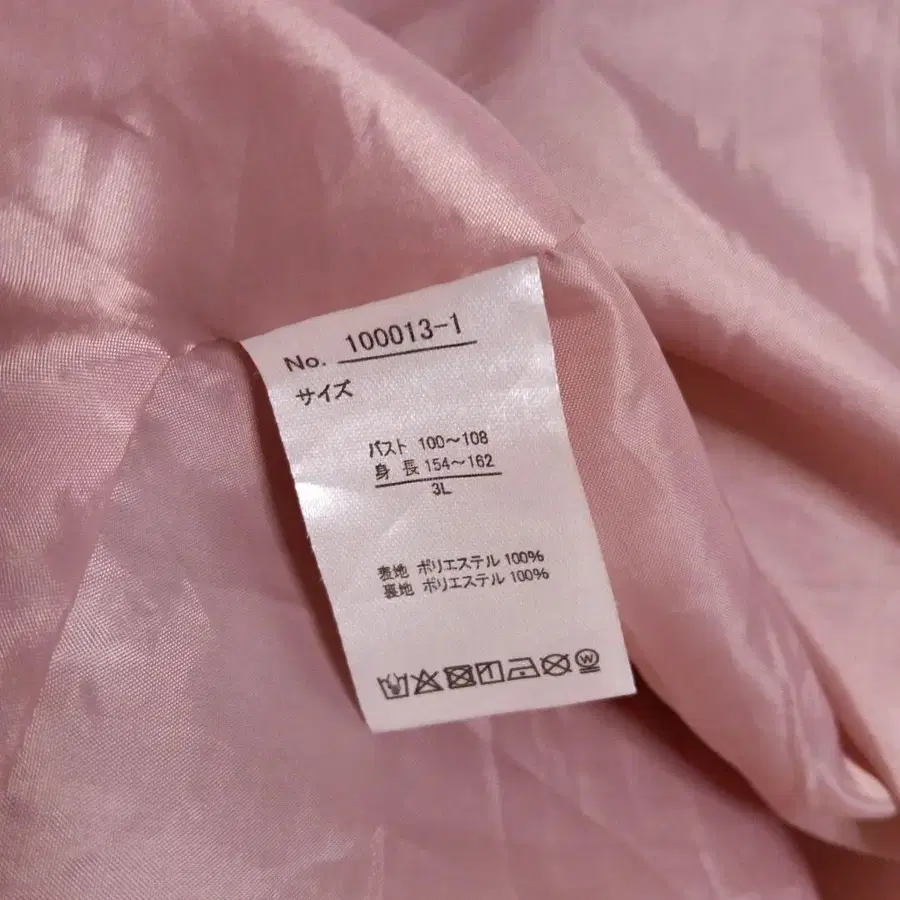 No. 100013-1
サイズ
バスト 100～108
身 長 154～162
3L
表地 ポリエステル 100%
裏地 ポリエステル 100%
W